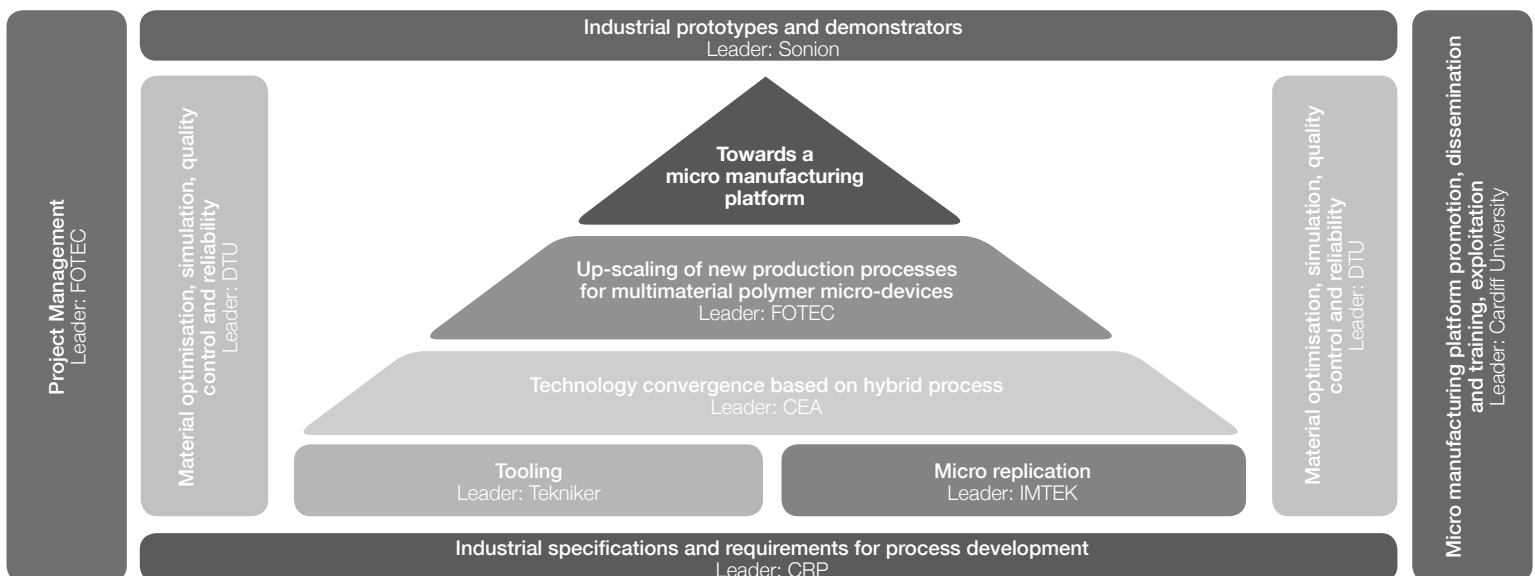 Industrial prototypes and demonstrators
Leader: Sonion
Project Management
Leader: FOTEC
Material optimisation, simulation, quality
control and reliability
Leader: DTU
Towards a
micro manufacturing
platform
Up-scaling of new production processes
for multimaterial polymer micro-devices
Leader: FOTEC
Technology convergence based on hybrid process
Leader: CEA
Tooling
Leader: Tekniker
Micro replication
Leader: IMTEK
Material optimisation, simulation, quality
control and reliability
Leader: DTU
Micro manufacturing platform promotion, dissemination
and training, exploitation
Leader: Cardiff University
Industrial specifications and requirements for process development
Leader: CRP